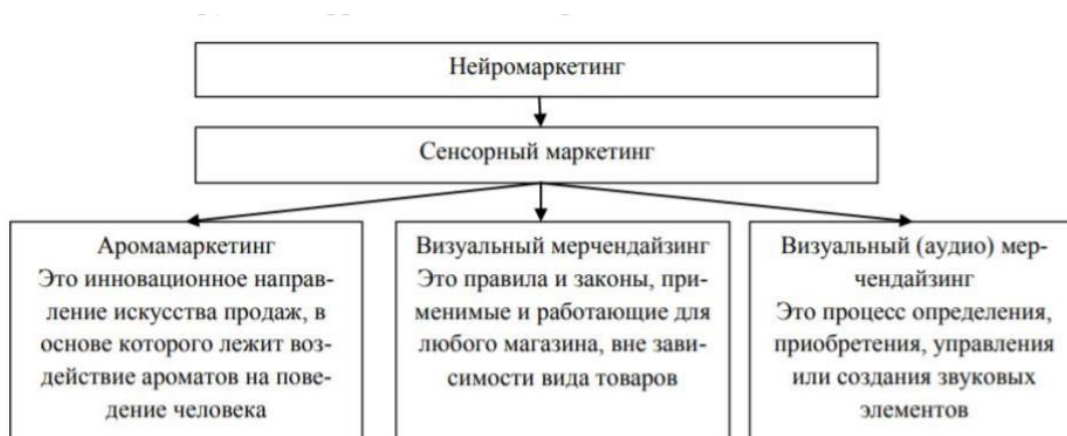 Нейромаркетинг
Сенсорный маркетинг
Аромамаркетинг
Это инновационное направ-
ление искусства продаж, в
основе которого лежит воз-
действие ароматов на пове-
дение человека
Визуальный мерчендайзинг
Это правила и законы, при-
менимые и работающие для
любого магазина, вне зави-
симости вида товаров
Визуальный (аудио) мер-
чендайзинг
Это процесс определения,
приобретения, управления
или создания звуковых
элементов